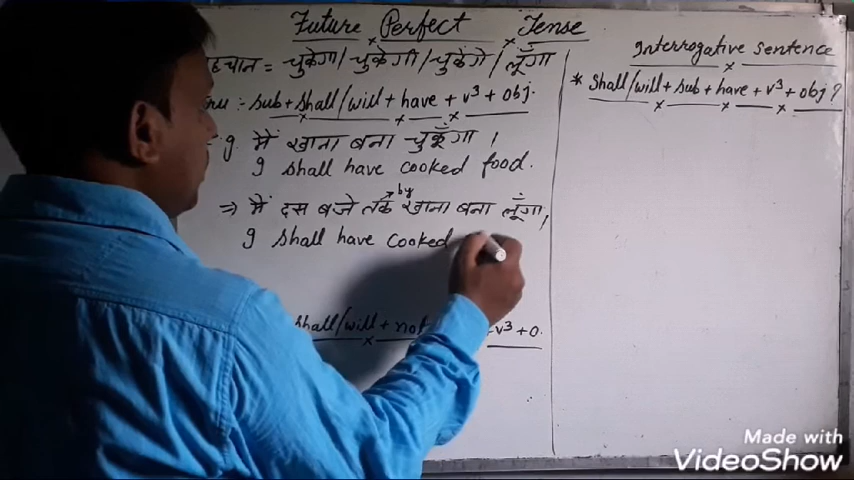 Future Perfect Tense
पहचान = चुकेगा/चुकेगी/चुकेंगे/लूँगा
:- sub + shall/will + have + v³ + obj.
g. मैं खाना बना चुकूँगा।
I shall have cooked food.
by
⇒ मैं दस बजे तक खाना बना लूँगा,
I shall have cooked
shall/will + not
v³ + O.
Interrogative Sentence
* Shall/will + sub + have + v³ + obj?
Made with
VideoShow